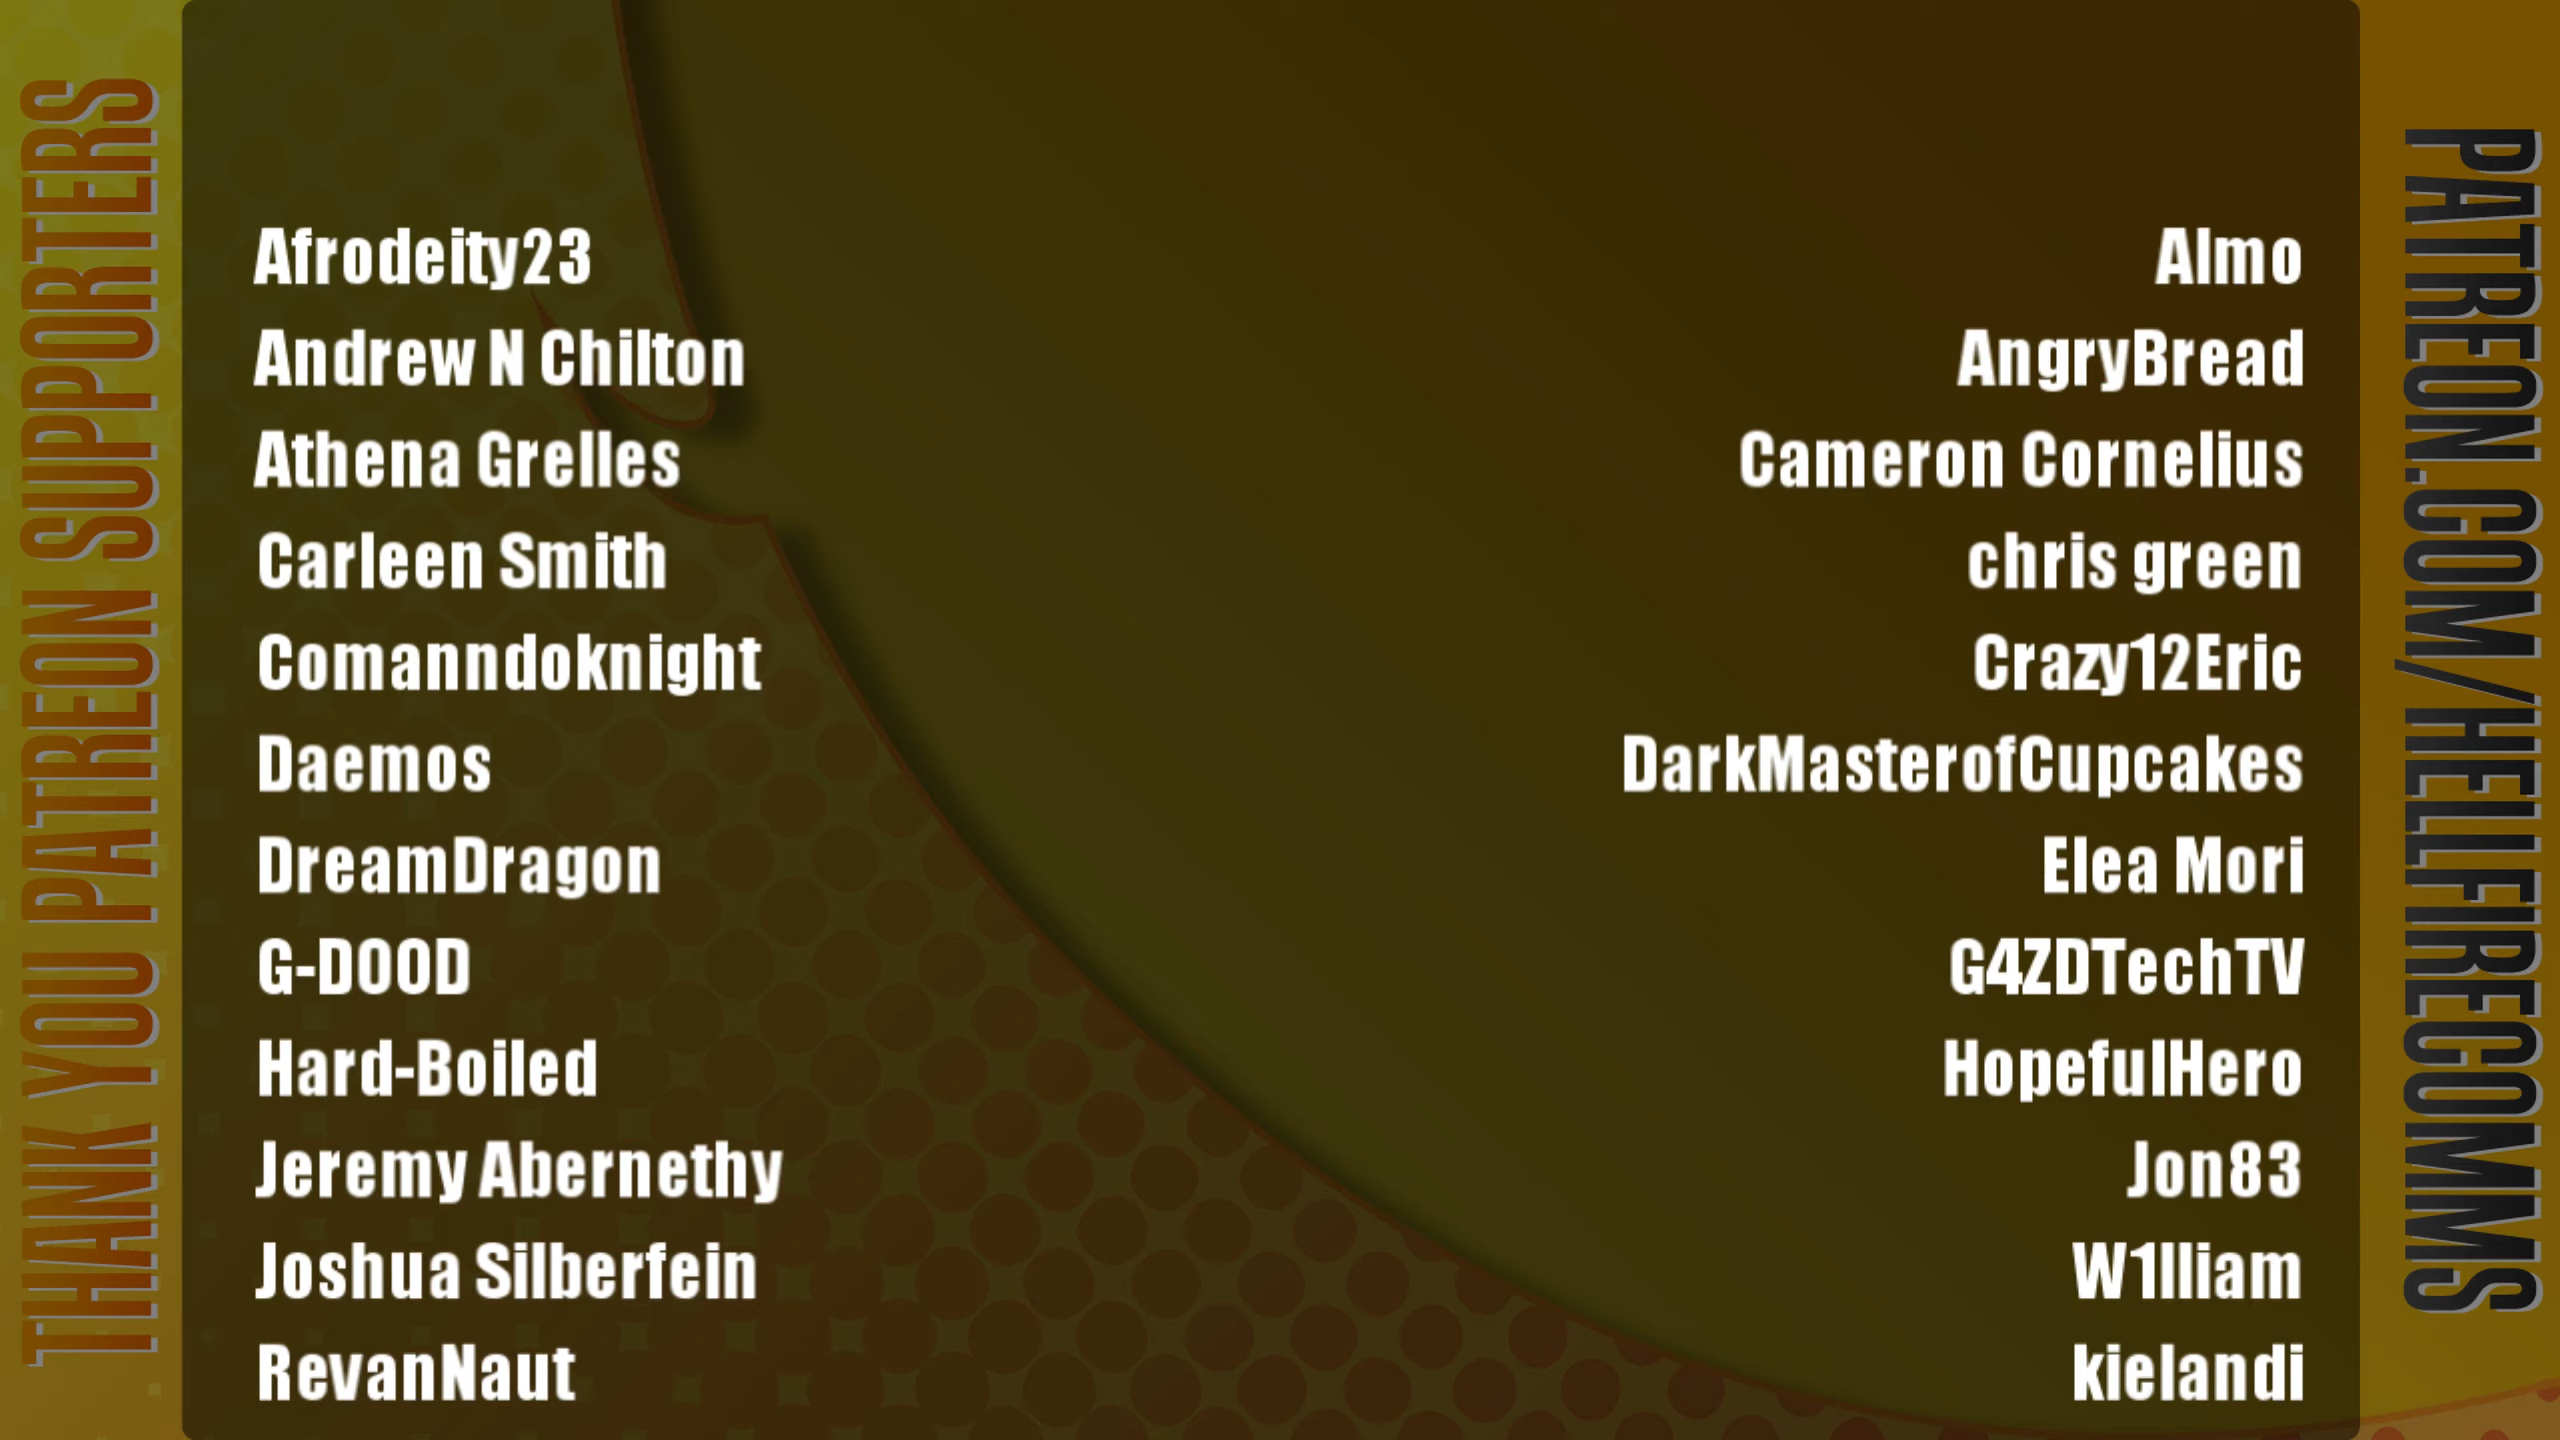 THANK YOU PATREON SUPPORTERS
Afrodeity23
Andrew N Chilton
Athena Grelles
Carleen Smith
Comanndoknight
Daemos
DreamDragon
G-DOOD
Hard-Boiled
Jeremy Abernethy
Joshua Silberfein
RevanNaut
Almo
AngryBread
Cameron Cornelius
chris green
Crazy12Eric
DarkMasterofCupcakes
Elea Mori
G4ZDTechTV
HopefulHero
Jon83
W1lliam
kielandi
PATREON.COM/HELLFIRECOMMS